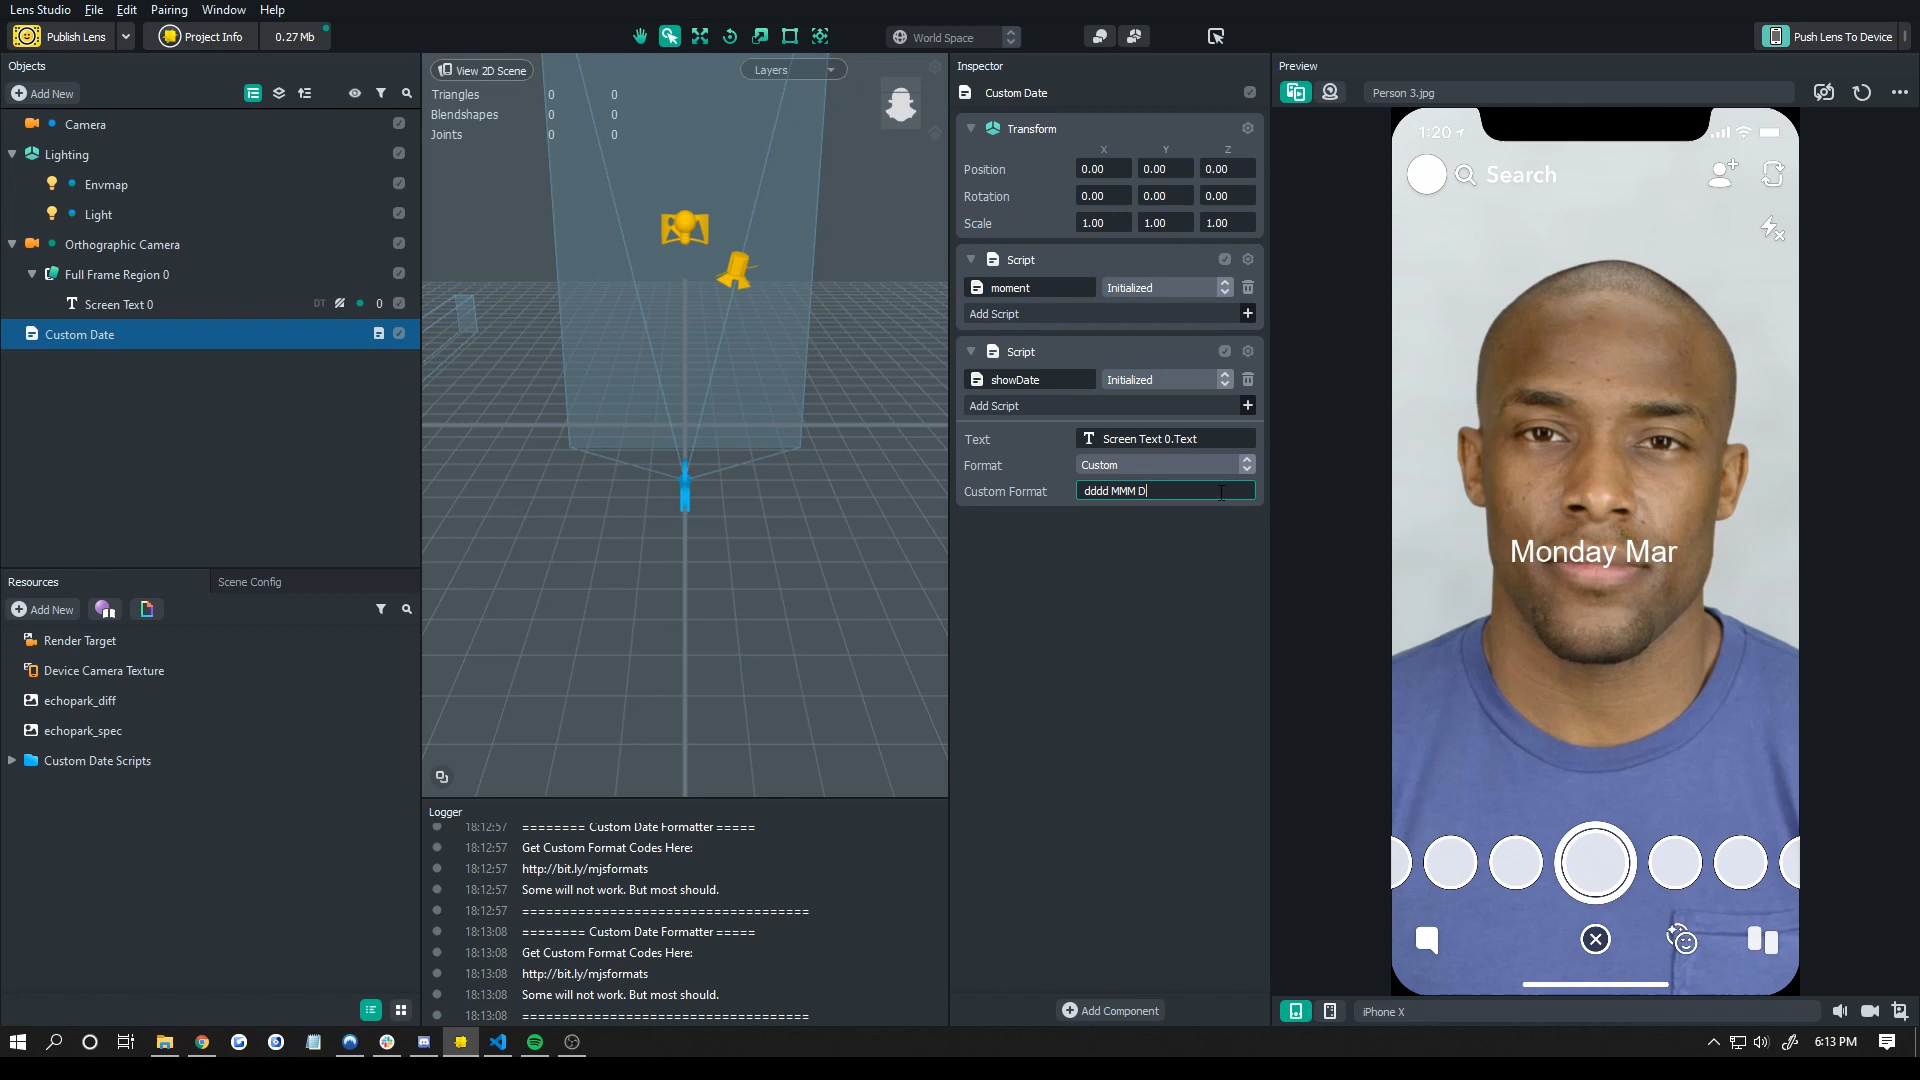 Lens Studio File Edit Pairing Window Help
Publish Lens Project Info 0.27 Mb World Space Push Lens To Device
Objects
Add New
Camera
Lighting
Envmap
Light
Orthographic Camera
Full Frame Region 0
Screen Text 0 DT 0
Custom Date
Resources Scene Config
Add New
Render Target
Device Camera Texture
echopark_diff
echopark_spec
Custom Date Scripts
View 2D Scene Layers
Triangles 0 0
Blendshapes 0 0
Joints 0 0
Logger
18:12:57 ======== Custom Date Formatter =====
18:12:57 Get Custom Format Codes Here:
18:12:57 http://bit.ly/mjsformats
18:12:57 Some will not work. But most should.
18:12:57 ====================================
18:13:08 ======== Custom Date Formatter =====
18:13:08 Get Custom Format Codes Here:
18:13:08 http://bit.ly/mjsformats
18:13:08 Some will not work. But most should.
18:13:08 ====================================
Inspector
Custom Date
Transform
X Y Z
Position 0.00 0.00 0.00
Rotation 0.00 0.00 0.00
Scale 1.00 1.00 1.00
Script
moment Initialized
Add Script
Script
showDate Initialized
Add Script
Text T Screen Text 0.Text
Format Custom
Custom Format dddd MMM D
Add Component
Preview
Person 3.jpg
1:20
Search
Monday Mar
iPhone X
6:13 PM